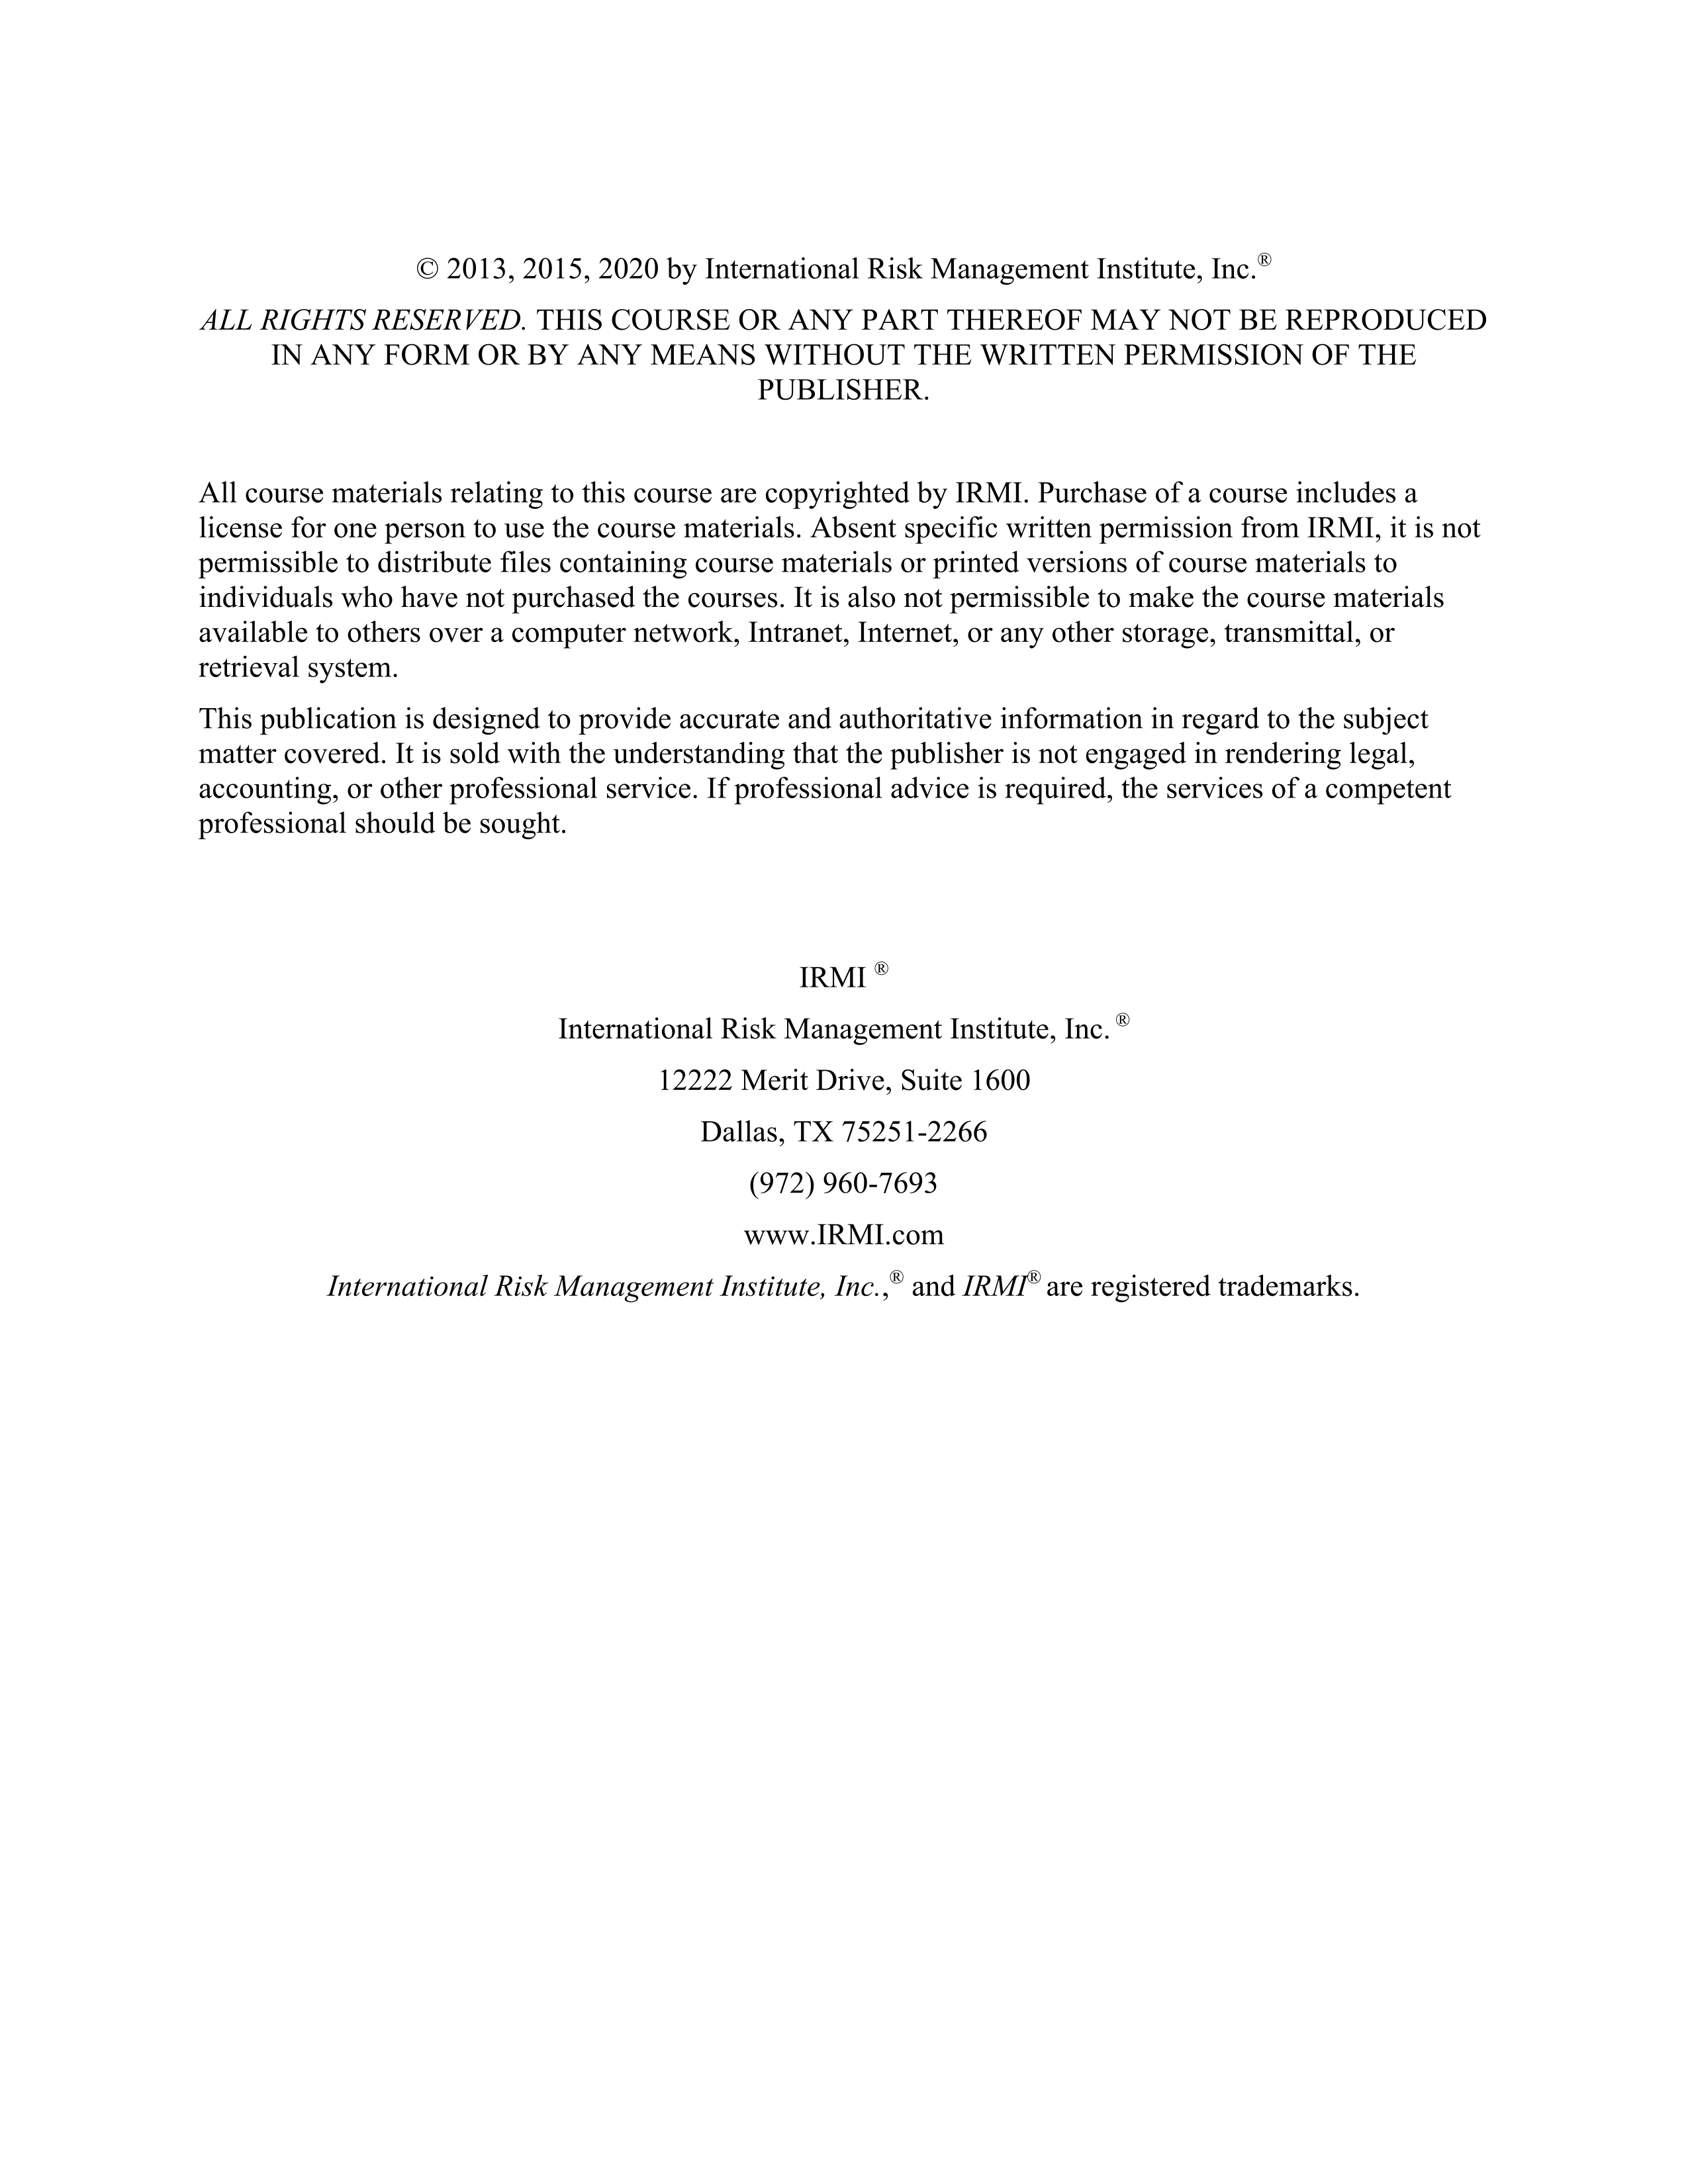 © 2013, 2015, 2020 by International Risk Management Institute, Inc.®
ALL RIGHTS RESERVED. THIS COURSE OR ANY PART THEREOF MAY NOT BE REPRODUCED
IN ANY FORM OR BY ANY MEANS WITHOUT THE WRITTEN PERMISSION OF THE
PUBLISHER.
All course materials relating to this course are copyrighted by IRMI. Purchase of a course includes a
license for one person to use the course materials. Absent specific written permission from IRMI, it is not
permissible to distribute files containing course materials or printed versions of course materials to
individuals who have not purchased the courses. It is also not permissible to make the course materials
available to others over a computer network, Intranet, Internet, or any other storage, transmittal, or
retrieval system.
This publication is designed to provide accurate and authoritative information in regard to the subject
matter covered. It is sold with the understanding that the publisher is not engaged in rendering legal,
accounting, or other professional service. If professional advice is required, the services of a competent
professional should be sought.
IRMI ®
International Risk Management Institute, Inc. ®
12222 Merit Drive, Suite 1600
Dallas, TX 75251-2266
(972) 960-7693
www.IRMI.com
International Risk Management Institute, Inc.,® and IRMI® are registered trademarks.